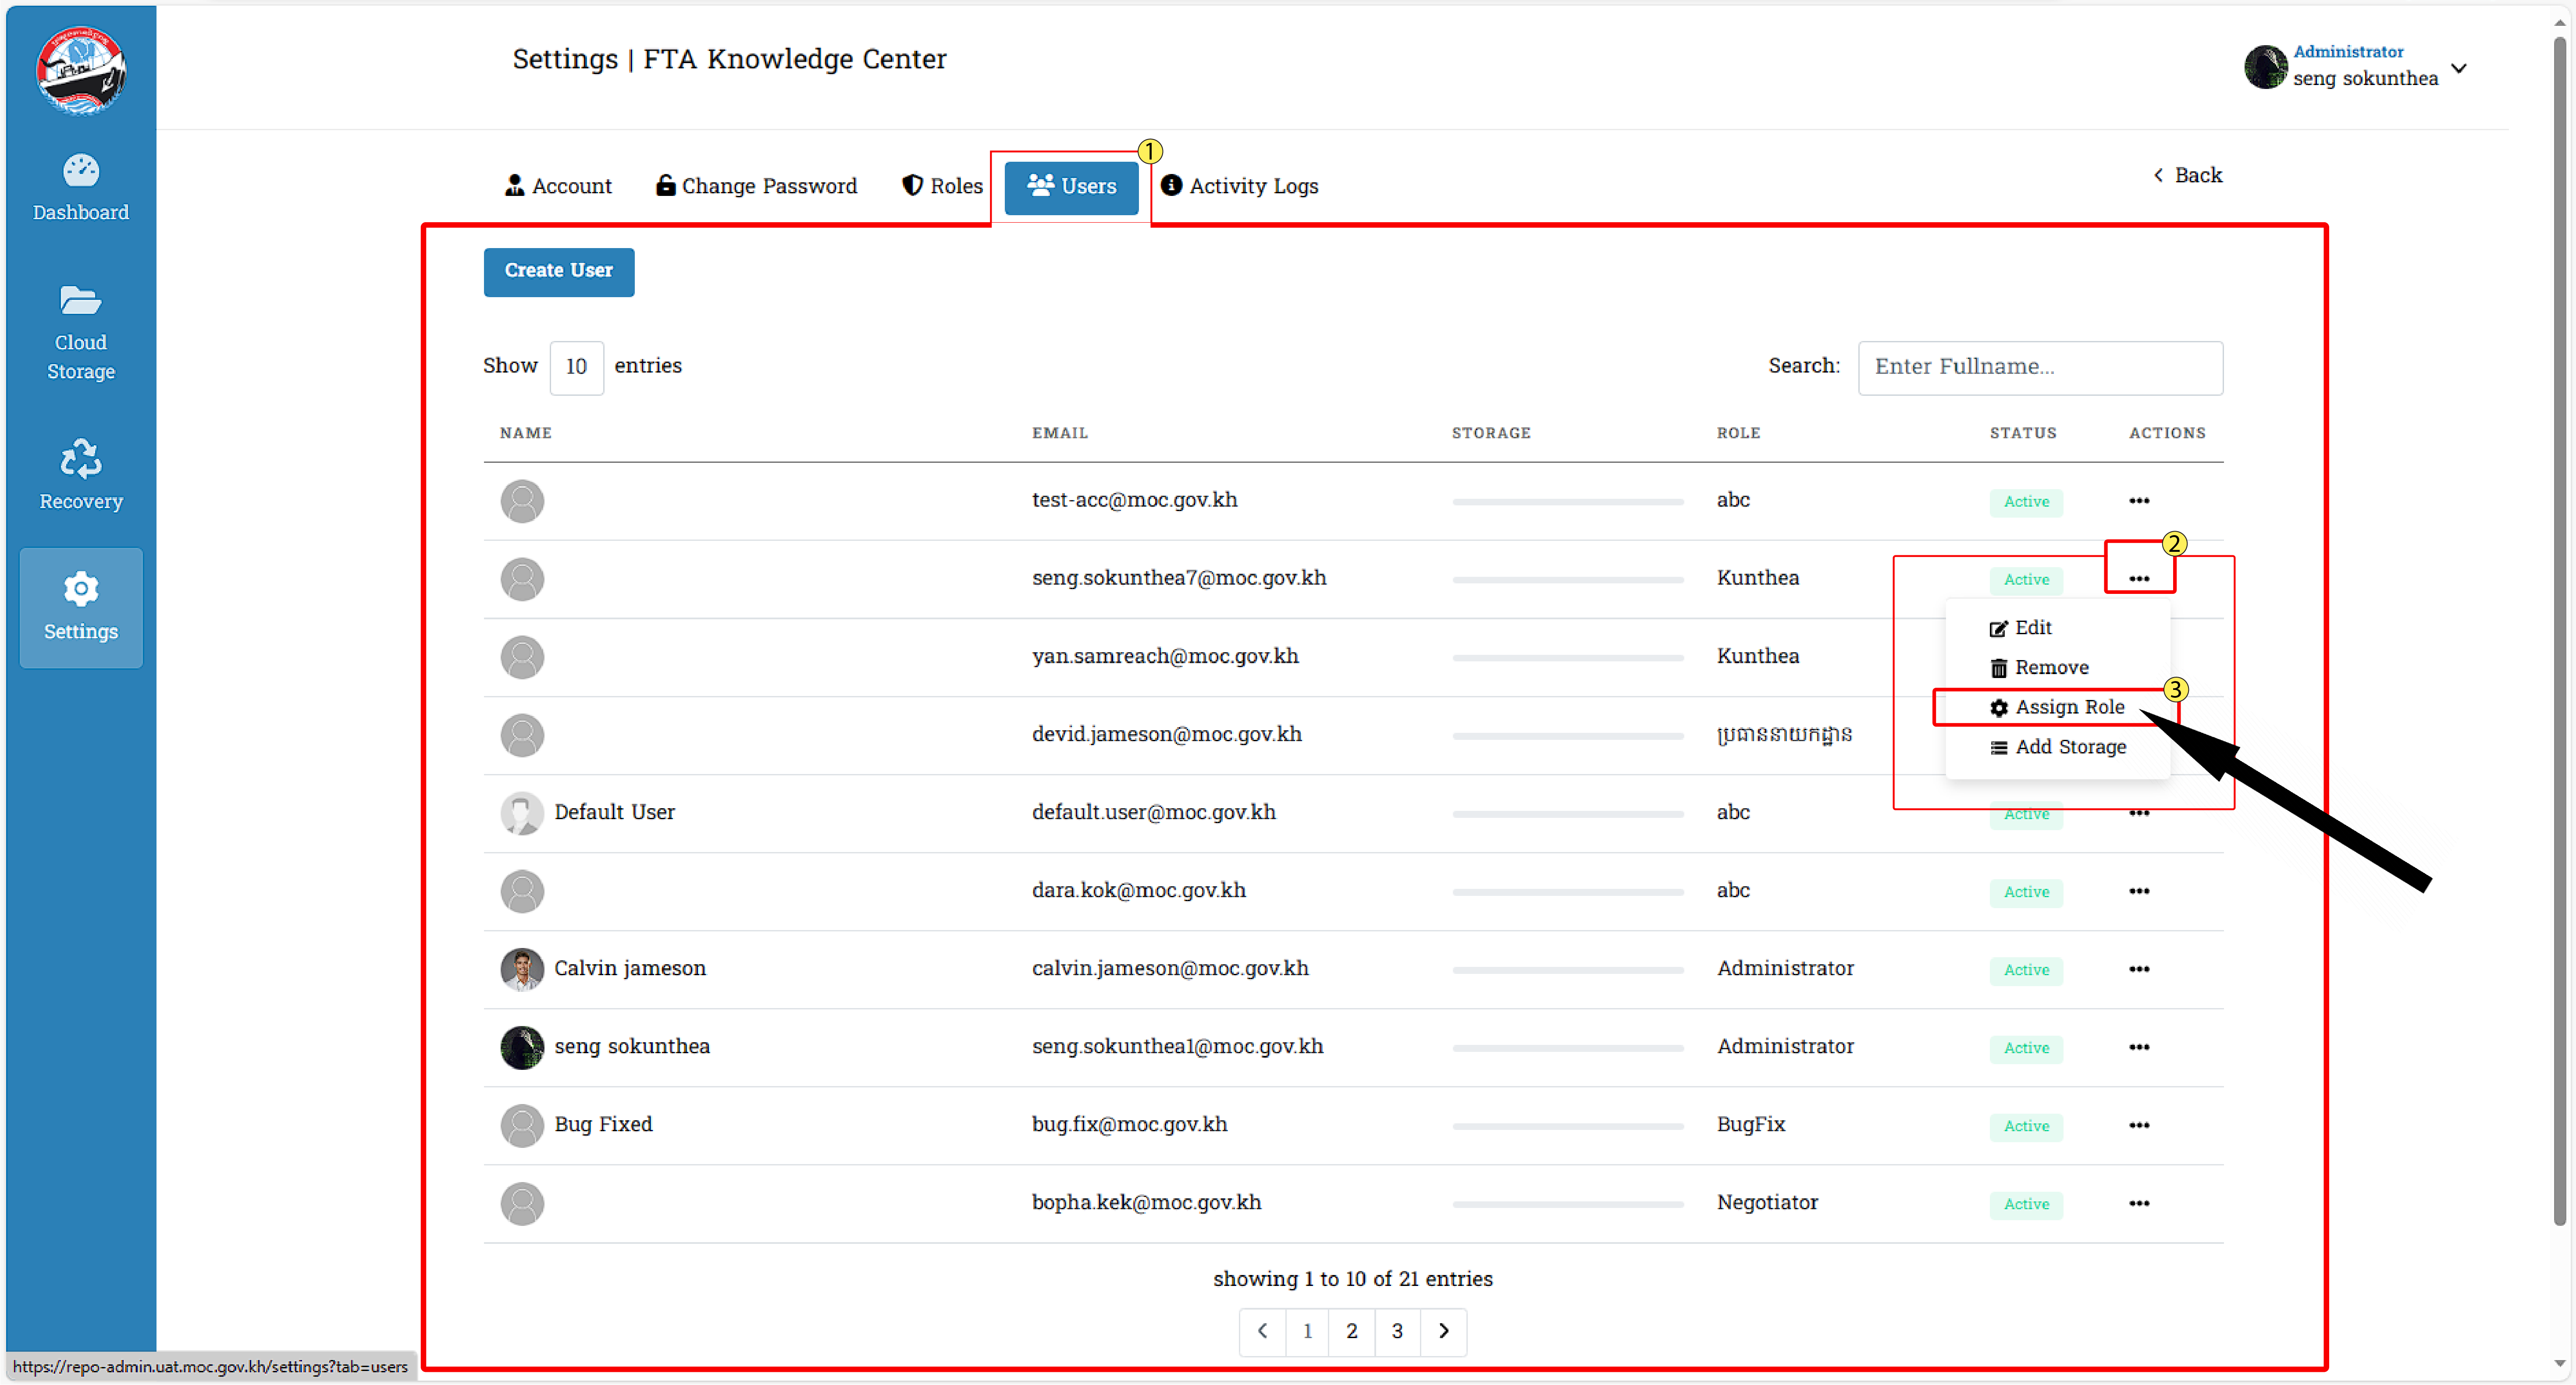 Settings | FTA Knowledge Center
Administrator
seng sokunthea
Dashboard
Cloud
Storage
Recovery
Settings
Account
Change Password
Roles
1
Users
Activity Logs
Back
Create User
Show 10 entries
Search: Enter Fullname...
NAME EMAIL STORAGE ROLE STATUS ACTIONS
test-acc@moc.gov.kh abc Active
2
seng.sokunthea7@moc.gov.kh Kunthea Active
Edit
yan.samreach@moc.gov.kh Kunthea
Remove
3
Assign Role
devid.jameson@moc.gov.kh ប្រធាននាយកដ្ឋាន
Add Storage
Default User default.user@moc.gov.kh abc Active
dara.kok@moc.gov.kh abc Active
Calvin jameson calvin.jameson@moc.gov.kh Administrator Active
seng sokunthea seng.sokunthea1@moc.gov.kh Administrator Active
Bug Fixed bug.fix@moc.gov.kh BugFix Active
bopha.kek@moc.gov.kh Negotiator Active
showing 1 to 10 of 21 entries
1 2 3
https://repo-admin.uat.moc.gov.kh/settings?tab=users